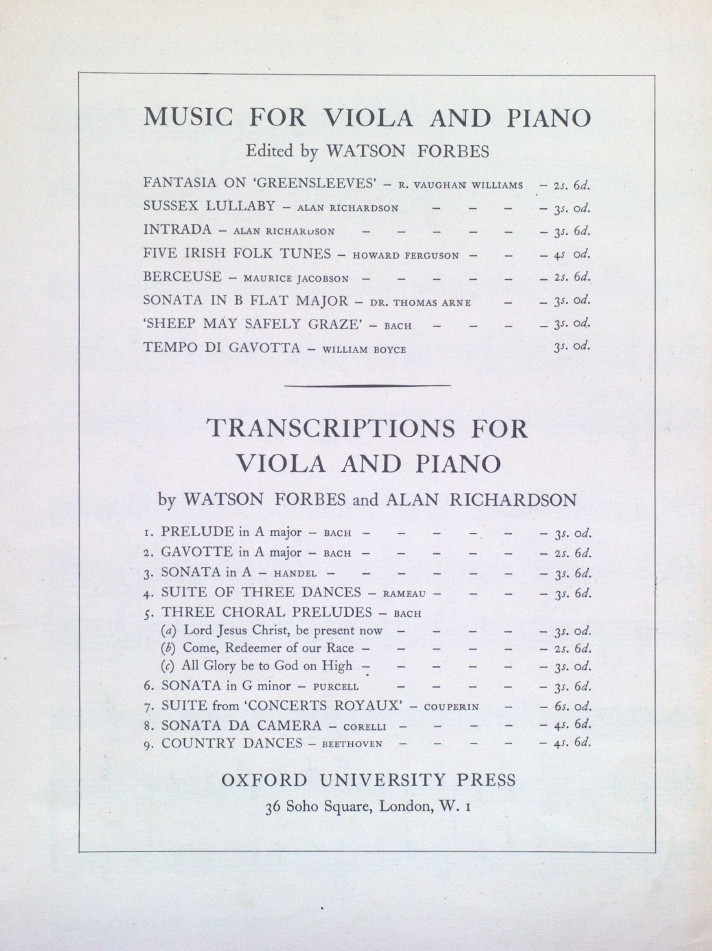 MUSIC FOR VIOLA AND PIANO
Edited by WATSON FORBES
FANTASIA ON 'GREENSLEEVES' – R. VAUGHAN WILLIAMS – 2s. 6d.
SUSSEX LULLABY – ALAN RICHARDSON – – – – 3s. 0d.
INTRADA – ALAN RICHARDSON – – – – – – 3s. 6d.
FIVE IRISH FOLK TUNES – HOWARD FERGUSON – – – 4s 0d.
BERCEUSE – MAURICE JACOBSON – – – – – – 2s. 6d.
SONATA IN B FLAT MAJOR – DR. THOMAS ARNE – – 3s. 0d.
'SHEEP MAY SAFELY GRAZE' – BACH – – – – 3s. 0d.
TEMPO DI GAVOTTA – WILLIAM BOYCE 3s. 0d.
TRANSCRIPTIONS FOR
VIOLA AND PIANO
by WATSON FORBES and ALAN RICHARDSON
1. PRELUDE in A major – BACH – – – – – – 3s. 0d.
2. GAVOTTE in A major – BACH – – – – – – 2s. 6d.
3. SONATA in A – HANDEL – – – – – – – 3s. 6d.
4. SUITE OF THREE DANCES – RAMEAU – – – – 3s. 6d.
5. THREE CHORAL PRELUDES – BACH
(a) Lord Jesus Christ, be present now – – – – – 3s. 0d.
(b) Come, Redeemer of our Race – – – – – – 2s. 6d.
(c) All Glory be to God on High – – – – – – 3s. 0d.
6. SONATA in G minor – PURCELL – – – – – 3s. 6d.
7. SUITE from 'CONCERTS ROYAUX' – COUPERIN – – 6s. 0d.
8. SONATA DA CAMERA – CORELLI – – – – – 4s. 6d.
9. COUNTRY DANCES – BEETHOVEN – – – – – 4s. 6d.
OXFORD UNIVERSITY PRESS
36 Soho Square, London, W. 1